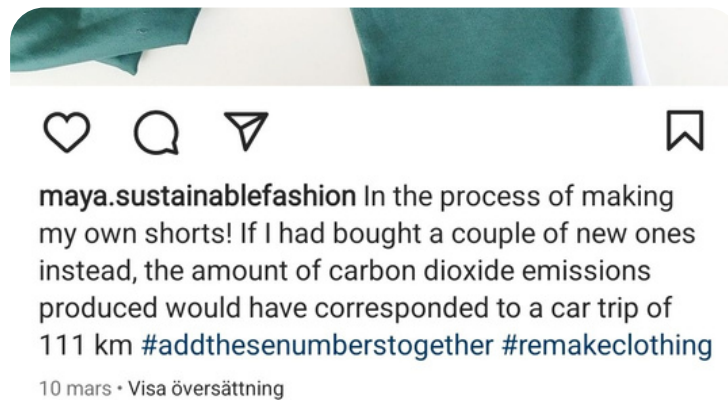 maya.sustainablefashion In the process of making
my own shorts! If I had bought a couple of new ones
instead, the amount of carbon dioxide emissions
produced would have corresponded to a car trip of
111 km #addthesenumberstogether #remakeclothing
10 mars • Visa översättning